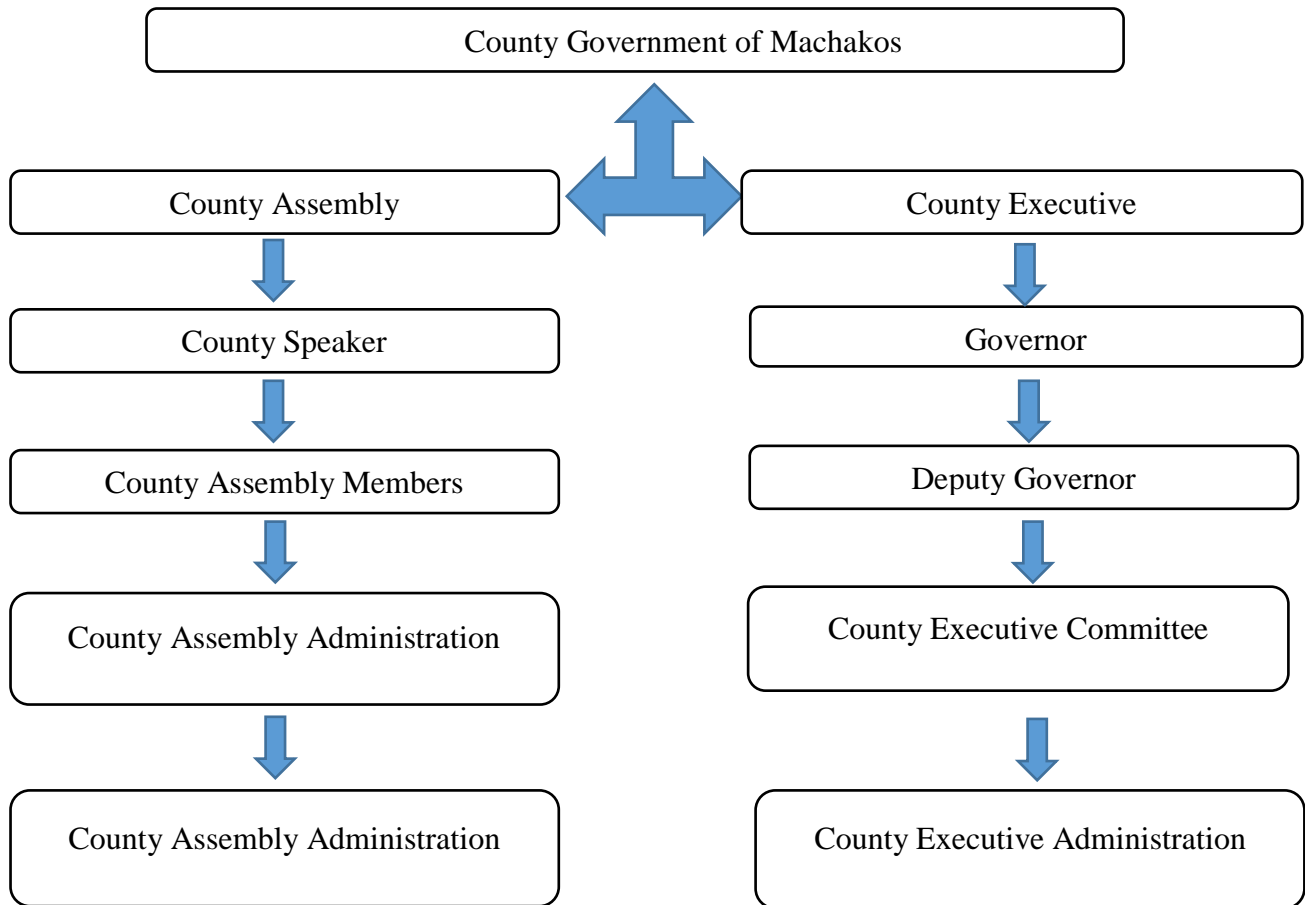 County Government of Machakos
County Assembly
County Executive
County Speaker
Governor
County Assembly Members
Deputy Governor
County Assembly Administration
County Executive Committee
County Assembly Administration
County Executive Administration